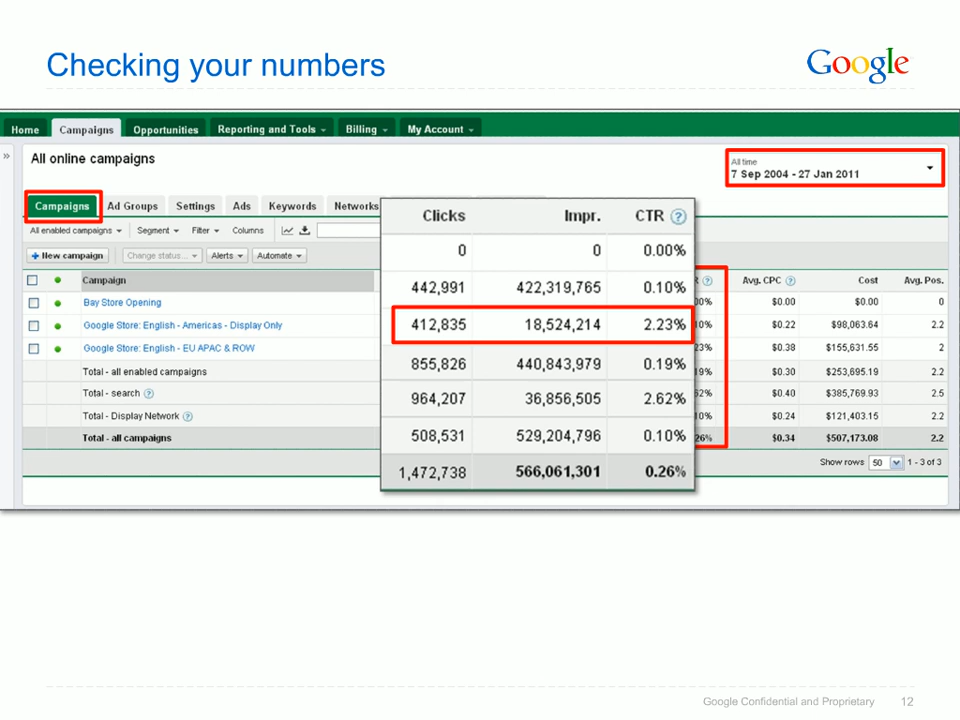 Checking your numbers
Google
Home Campaigns Opportunities Reporting and Tools Billing My Account
»
All online campaigns
All time
7 Sep 2004 - 27 Jan 2011
Campaigns Ad Groups Settings Ads Keywords Networks
All enabled campaigns Segment Filter Columns
+ New campaign Change status... Alerts Automate
Clicks Impr. CTR ?
0 0 0.00%
442,991 422,319,765 0.10%
412,835 18,524,214 2.23%
855,826 440,843,979 0.19%
964,207 36,856,505 2.62%
508,531 529,204,796 0.10%
1,472,738 566,061,301 0.26%
Campaign ? Avg. CPC ? Cost Avg. Pos.
Bay Store Opening 00% $0.00 $0.00 0
Google Store: English - Americas - Display Only 10% $0.22 $98,063.64 2.2
Google Store: English - EU APAC & ROW 23% $0.38 $155,631.55 2
Total - all enabled campaigns 19% $0.30 $253,695.19 2.2
Total - search ? 62% $0.40 $385,769.93 2.5
Total - Display Network ? 10% $0.24 $121,403.15 2.2
Total - all campaigns 26% $0.34 $507,173.08 2.2
Show rows 50 1 - 3 of 3
Google Confidential and Proprietary 12